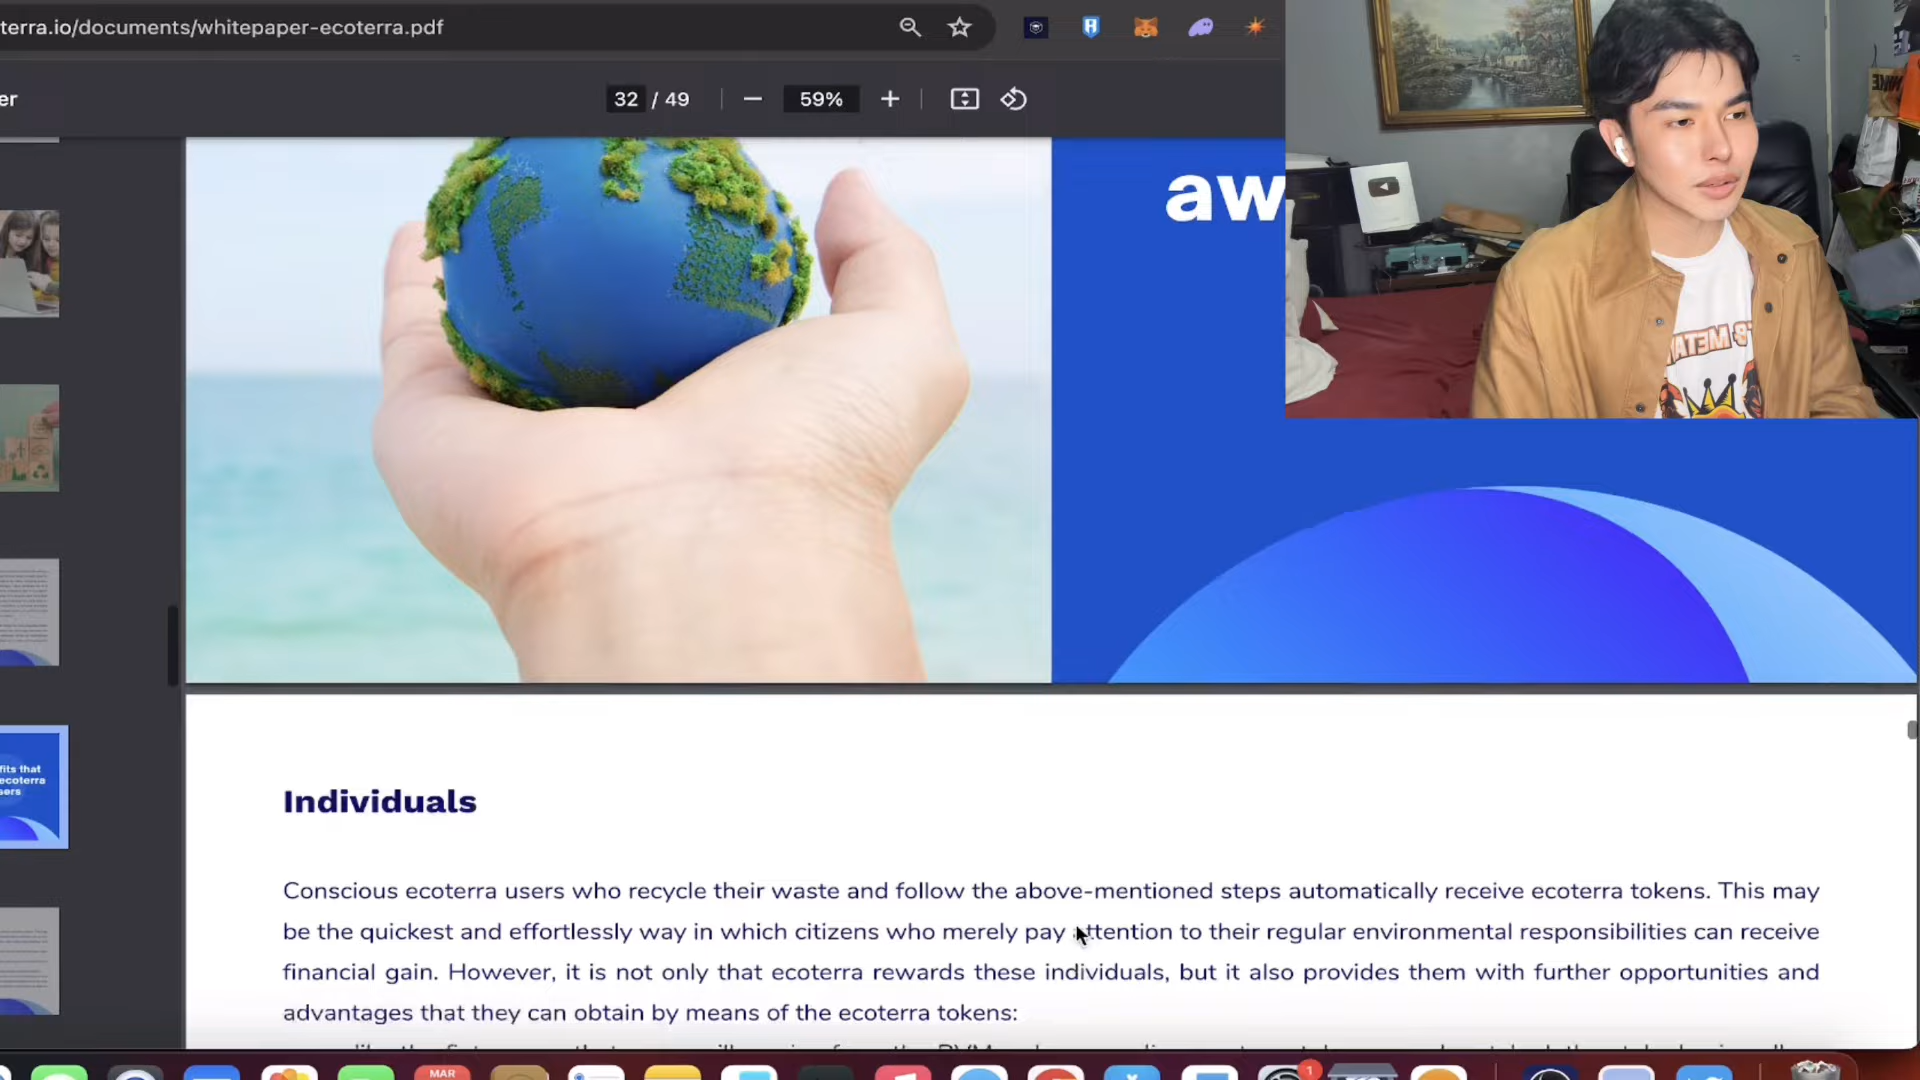 terra.io/documents/whitepaper-ecoterra.pdf
er
32 / 49
59%
aw
fits that
ecoterra
sers
Individuals
Conscious ecoterra users who recycle their waste and follow the above-mentioned steps automatically receive ecoterra tokens. This may
be the quickest and effortlessly way in which citizens who merely pay attention to their regular environmental responsibilities can receive
financial gain. However, it is not only that ecoterra rewards these individuals, but it also provides them with further opportunities and
advantages that they can obtain by means of the ecoterra tokens:
MAR
1